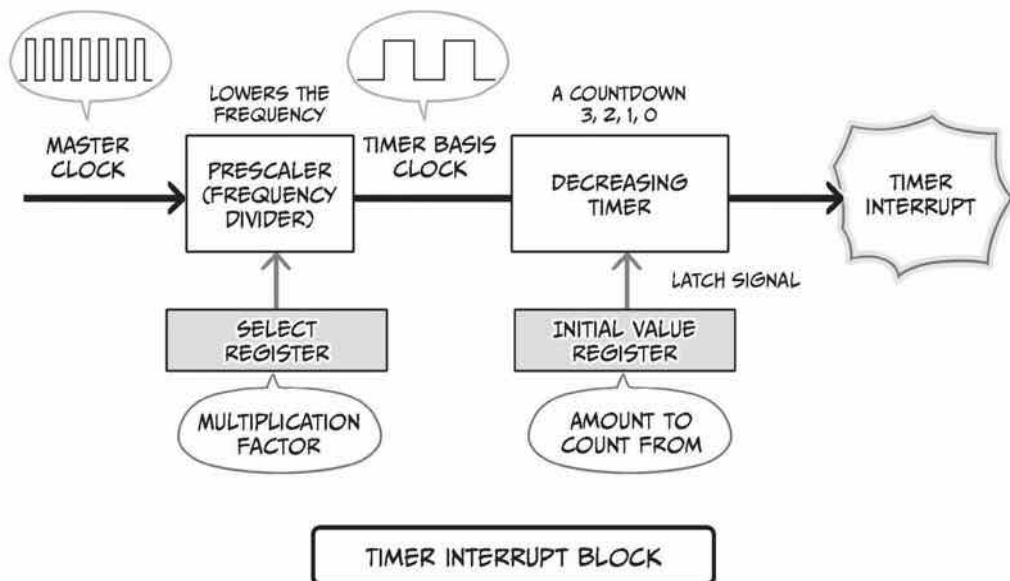 LOWERS THE
FREQUENCY
A COUNTDOWN
3, 2, 1, 0
MASTER
CLOCK
PRESCALER
(FREQUENCY
DIVIDER)
TIMER BASIS
CLOCK
DECREASING
TIMER
TIMER
INTERRUPT
LATCH SIGNAL
SELECT
REGISTER
INITIAL VALUE
REGISTER
MULTIPLICATION
FACTOR
AMOUNT TO
COUNT FROM
TIMER INTERRUPT BLOCK